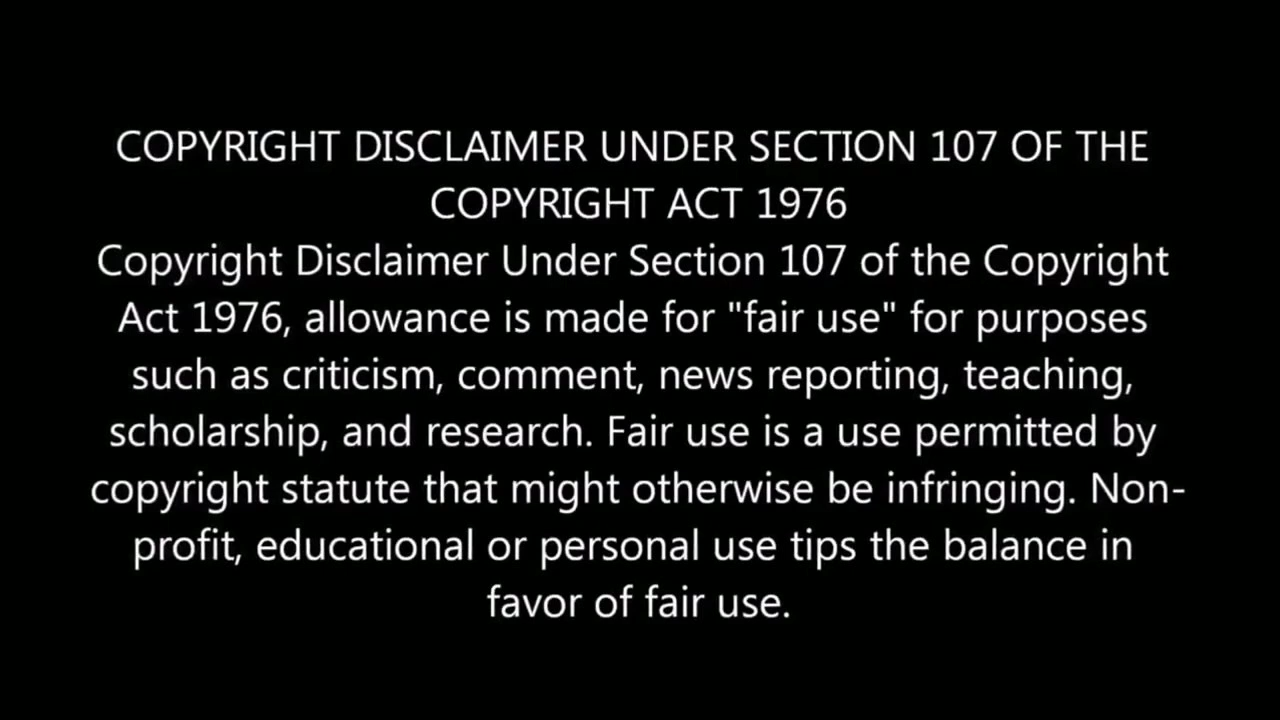 COPYRIGHT DISCLAIMER UNDER SECTION 107 OF THE
COPYRIGHT ACT 1976
Copyright Disclaimer Under Section 107 of the Copyright
Act 1976, allowance is made for "fair use" for purposes
such as criticism, comment, news reporting, teaching,
scholarship, and research. Fair use is a use permitted by
copyright statute that might otherwise be infringing. Non-
profit, educational or personal use tips the balance in
favor of fair use.